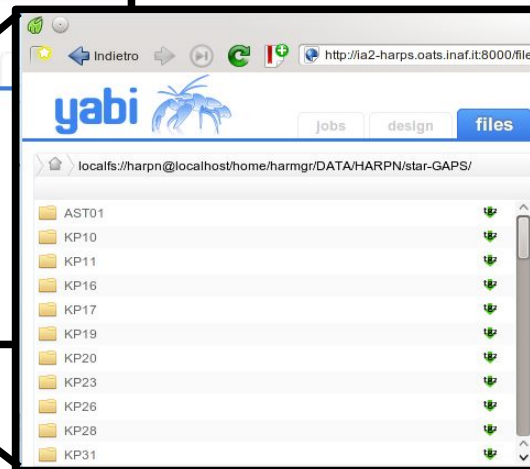 Indietro
http://ia2-harps.oats.inaf.it:8000/file
yabi
jobs design files
localfs://harpn@localhost/home/harmgr/DATA/HARPN/star-GAPS/
AST01
KP10
KP11
KP16
KP17
KP19
KP20
KP23
KP26
KP28
KP31